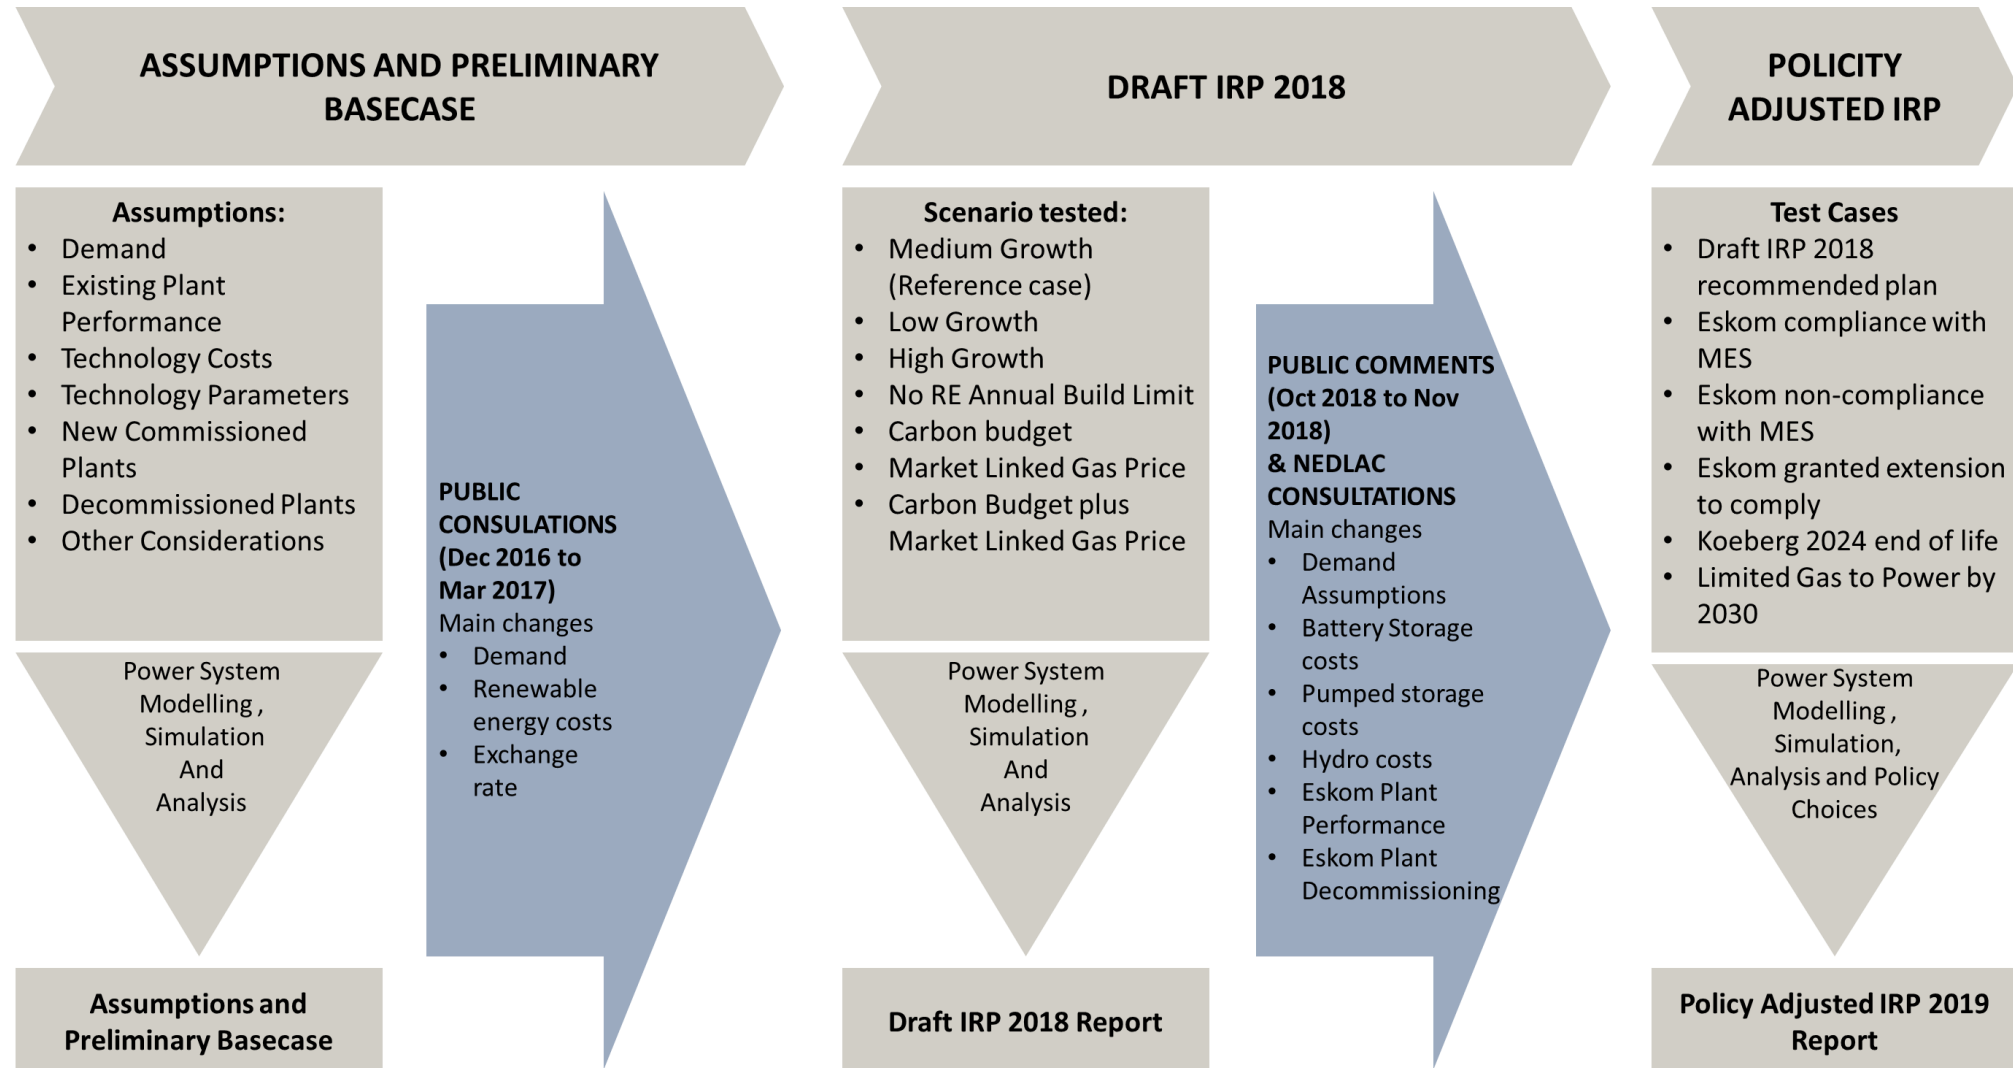 ASSUMPTIONS AND PRELIMINARY
BASECASE
Assumptions:
• Demand
• Existing Plant
Performance
• Technology Costs
• Technology Parameters
• New Commissioned
Plants
• Decommissioned Plants
• Other Considerations
Power System
Modelling ,
Simulation
And
Analysis
Assumptions and
Preliminary Basecase
PUBLIC
CONSULATIONS
(Dec 2016 to
Mar 2017)
Main changes
• Demand
• Renewable
energy costs
• Exchange
rate
DRAFT IRP 2018
Scenario tested:
• Medium Growth
(Reference case)
• Low Growth
• High Growth
• No RE Annual Build Limit
• Carbon budget
• Market Linked Gas Price
• Carbon Budget plus
Market Linked Gas Price
Power System
Modelling ,
Simulation
And
Analysis
Draft IRP 2018 Report
PUBLIC COMMENTS
(Oct 2018 to Nov
2018)
& NEDLAC
CONSULTATIONS
Main changes
• Demand
Assumptions
• Battery Storage
costs
• Pumped storage
costs
• Hydro costs
• Eskom Plant
Performance
• Eskom Plant
Decommissioning
POLICITY
ADJUSTED IRP
Test Cases
• Draft IRP 2018
recommended plan
• Eskom compliance with
MES
• Eskom non-compliance
with MES
• Eskom granted extension
to comply
• Koeberg 2024 end of life
• Limited Gas to Power by
2030
Power System
Modelling ,
Simulation,
Analysis and Policy
Choices
Policy Adjusted IRP 2019
Report